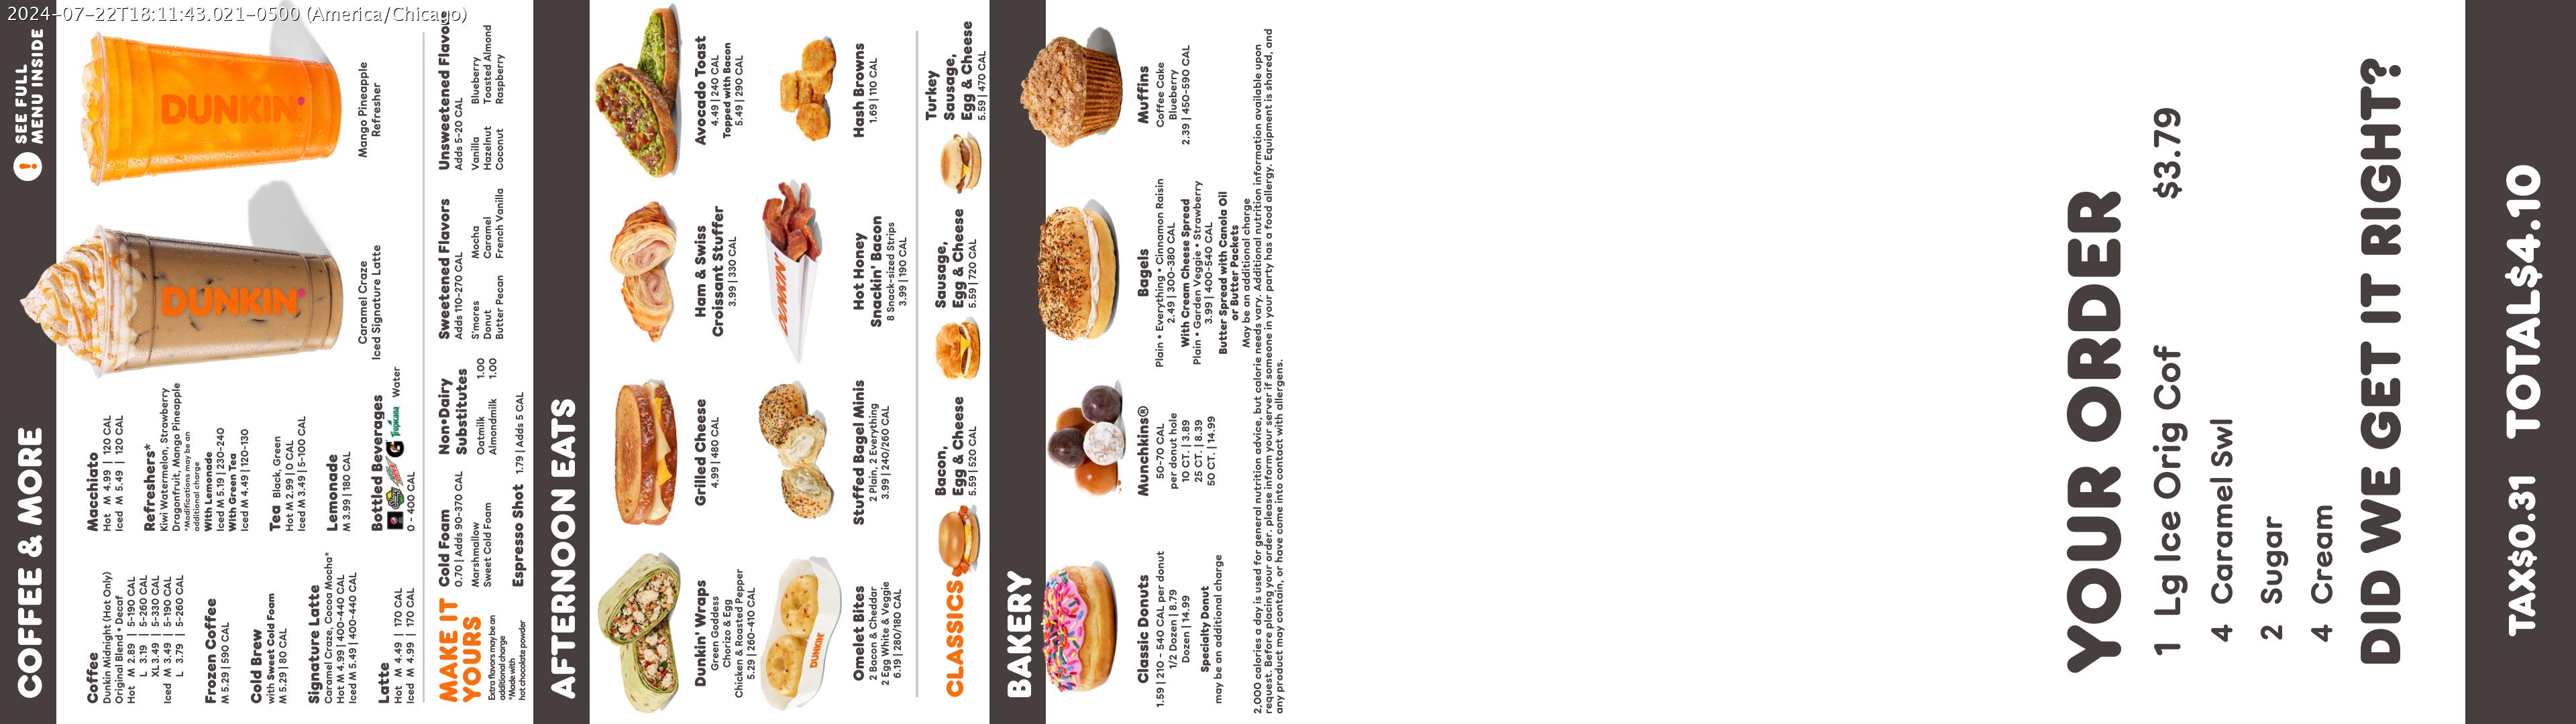 2024-07-22T18:11:43.021-0500 (America/Chicago)
COFFEE & MORE
! SEE FULL
MENU INSIDE
Coffee
Dunkin Midnight (Hot Only)
Original Blend • Decaf
Hot M 2.89 | 5-190 CAL
L 3.19 | 5-260 CAL
XL 3.49 | 5-330 CAL
Iced M 3.49 | 5-190 CAL
L 3.79 | 5-260 CAL
Frozen Coffee
M 5.29 | 590 CAL
Cold Brew
with Sweet Cold Foam
M 5.29 | 80 CAL
Signature Latte
Caramel Craze, Cocoa Mocha*
Hot M 4.99 | 400-440 CAL
Iced M 5.49 | 400-440 CAL
Latte
Hot M 4.49 | 170 CAL
Iced M 4.99 | 170 CAL
Macchiato
Hot M 4.99 | 120 CAL
Iced M 5.49 | 120 CAL
Refreshers*
Kiwi Watermelon, Strawberry
Dragonfruit, Mango Pineapple
*Modifications may be an
additional charge
With Lemonade
Iced M 5.19 | 230-240
With Green Tea
Iced M 4.49 | 120-130
Tea Black, Green
Hot M 2.99 | 0 CAL
Iced M 3.49 | 5-100 CAL
Lemonade
M 3.99 | 180 CAL
Bottled Beverages
G Tropicana Water
0 - 400 CAL
DUNKIN'
Caramel Craze
Iced Signature Latte
DUNKIN'
Mango Pineapple
Refresher
MAKE IT
YOURS
Extra flavors may be an
additional charge
*Made with
hot chocolate powder
Cold Foam
0.70 | Adds 90-370 CAL
Marshmallow
Sweet Cold Foam
Espresso Shot 1.79 | Adds 5 CAL
Non•Dairy
Substitutes
Oatmilk 1.00
Almondmilk 1.00
Sweetened Flavors
Adds 110-270 CAL
S'mores Mocha
Donut Caramel
Butter Pecan French Vanilla
Unsweetened Flavors
Adds 5-20 CAL
Vanilla Blueberry
Hazelnut Toasted Almond
Coconut Raspberry
AFTERNOON EATS
Dunkin' Wraps
Green Goddess
Chorizo & Egg
Chicken & Roasted Pepper
5.29 | 260-410 CAL
Grilled Cheese
4.99 | 480 CAL
Ham & Swiss
Croissant Stuffer
3.99 | 330 CAL
Avocado Toast
4.49 | 240 CAL
Topped with Bacon
5.49 | 290 CAL
DUNKIN'
Omelet Bites
2 Bacon & Cheddar
2 Egg White & Veggie
6.19 | 280/180 CAL
Stuffed Bagel Minis
2 Plain, 2 Everything
3.99 | 240/260 CAL
DUNKIN'
Hot Honey
Snackin' Bacon
8 Snack-sized Strips
3.99 | 190 CAL
Hash Browns
1.69 | 110 CAL
CLASSICS
Bacon,
Egg & Cheese
5.59 | 520 CAL
Sausage,
Egg & Cheese
5.59 | 720 CAL
Turkey
Sausage,
Egg & Cheese
5.59 | 470 CAL
BAKERY
Classic Donuts
1.59 | 210 - 540 CAL per donut
1/2 Dozen | 8.79
Dozen | 14.99
Specialty Donut
may be an additional charge
Munchkins®
50-70 CAL
per donut hole
10 CT. | 3.89
25 CT. | 8.39
50 CT. | 14.99
Bagels
Plain • Everything • Cinnamon Raisin
2.49 | 300-380 CAL
With Cream Cheese Spread
Plain • Garden Veggie • Strawberry
3.99 | 400-540 CAL
Butter Spread with Canola Oil
or Butter Packets
May be an additional charge
Muffins
Coffee Cake
Blueberry
2.39 | 450-590 CAL
2,000 calories a day is used for general nutrition advice, but calorie needs vary. Additional nutrition information available upon
request. Before placing your order, please inform your server if someone in your party has a food allergy. Equipment is shared, and
any product may contain, or have come into contact with allergens.
YOUR ORDER
1 Lg Ice Orig Cof $3.79
4 Caramel Swl
2 Sugar
4 Cream
DID WE GET IT RIGHT?
TAX$0.31 TOTAL$4.10